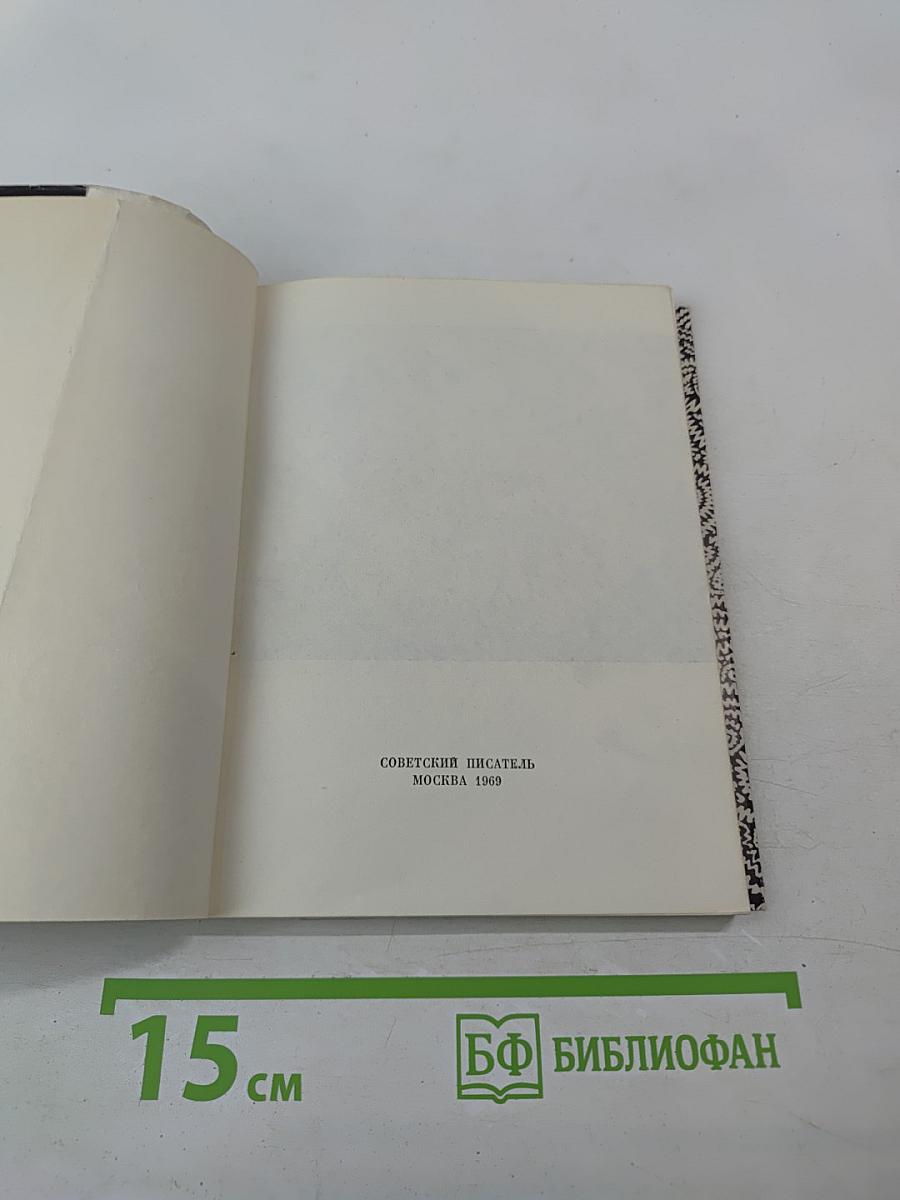 СОВЕТСКИЙ ПИСАТЕЛЬ
МОСКВА 1969
15 см
БФ БИБЛИОФАН